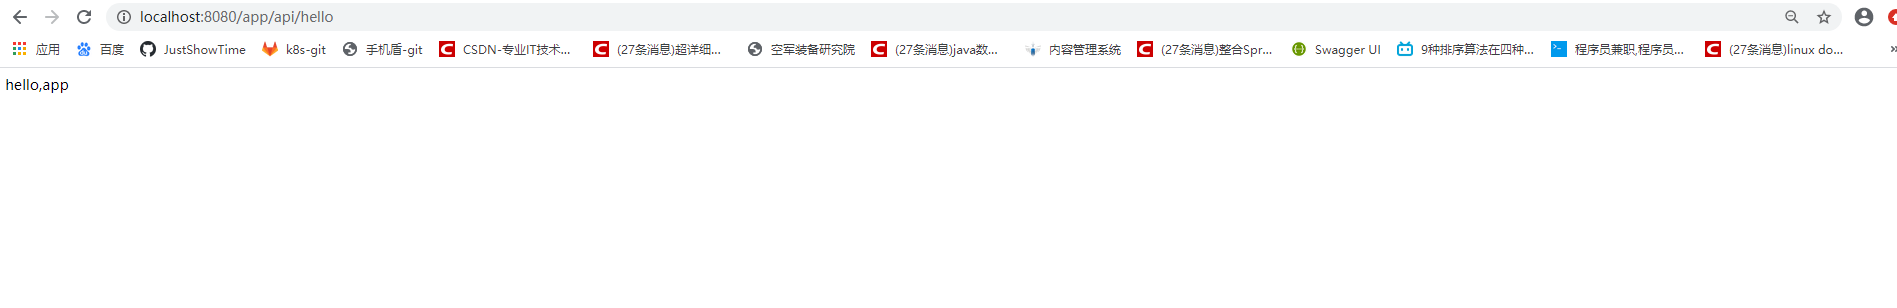 localhost:8080/app/api/hello
应用 百度 JustShowTime k8s-git 手机盾-git CSDN-专业IT技术... (27条消息)超详细... 空军装备研究院 (27条消息)java数... 内容管理系统 (27条消息)整合Spr... Swagger UI 9种排序算法在四种... 程序员兼职,程序员... (27条消息)linux do... »
hello,app